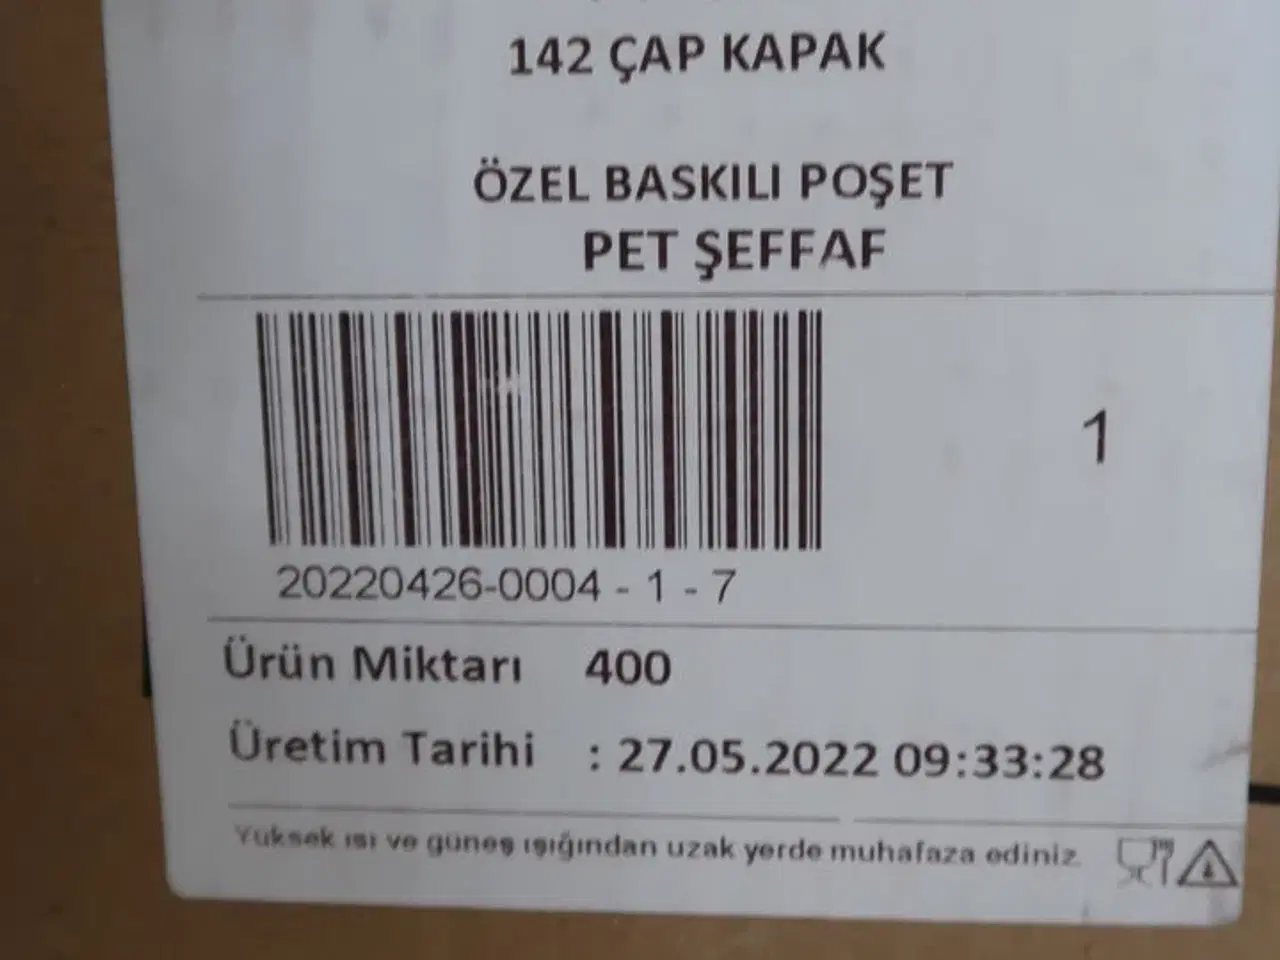 142 ÇAP KAPAK
ÖZEL BASKILI POŞET
PET ŞEFFAF
1
20220426-0004 - 1 - 7
Ürün Miktarı 400
Üretim Tarihi : 27.05.2022 09:33:28
Yüksek ısı ve güneş ışığından uzak yerde muhafaza ediniz.